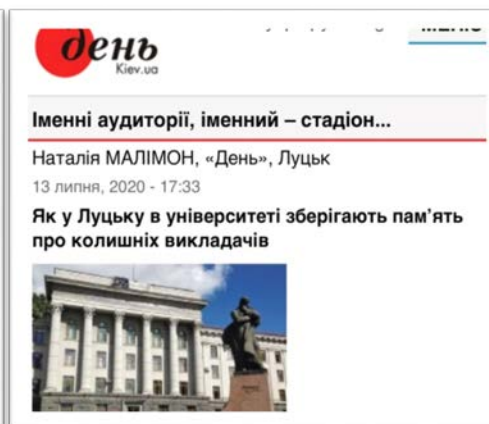 день
Kiev.ua
Іменні аудиторії, іменний – стадіон...
Наталія МАЛІМОН, «День», Луцьк
13 липня, 2020 - 17:33
Як у Луцьку в університеті зберігають пам’ять
про колишніх викладачів